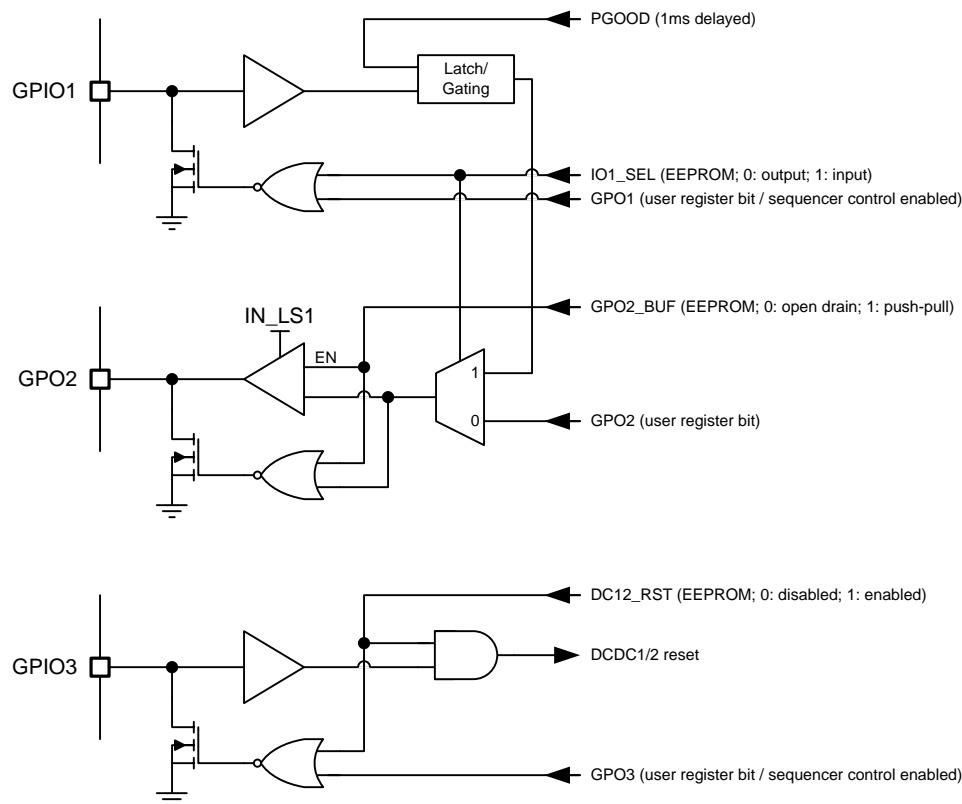 PGOOD (1ms delayed)
Latch/
Gating
GPIO1
IO1_SEL (EEPROM; 0: output; 1: input)
GPO1 (user register bit / sequencer control enabled)
GPO2_BUF (EEPROM; 0: open drain; 1: push-pull)
IN_LS1
EN
GPO2
1
0
GPO2 (user register bit)
DC12_RST (EEPROM; 0: disabled; 1: enabled)
DCDC1/2 reset
GPIO3
GPO3 (user register bit / sequencer control enabled)